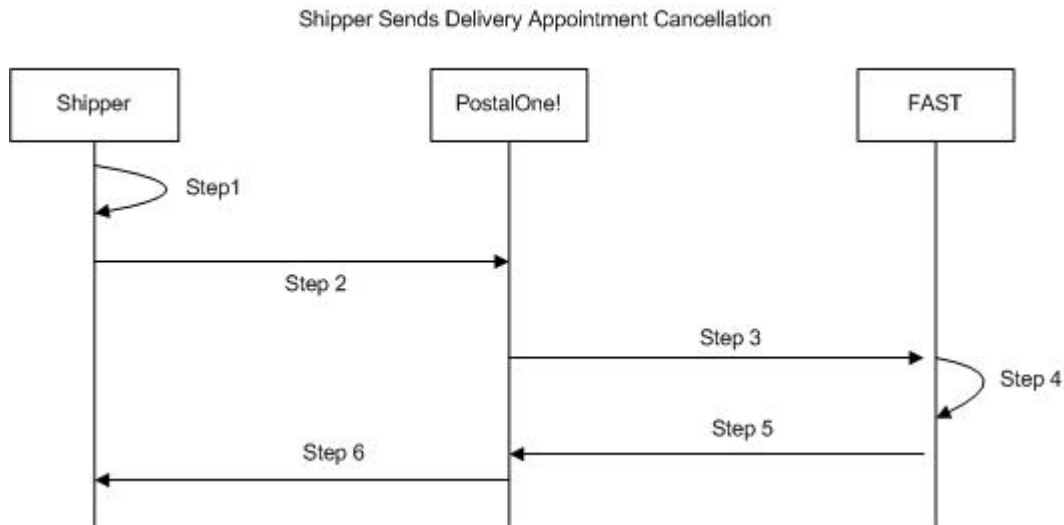 Shipper Sends Delivery Appointment Cancellation
Shipper
PostalOne!
FAST
Step1
Step 2
Step 3
Step 4
Step 5
Step 6